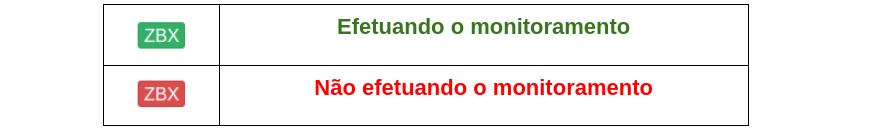 ZBX Efetuando o monitoramento
ZBX Não efetuando o monitoramento